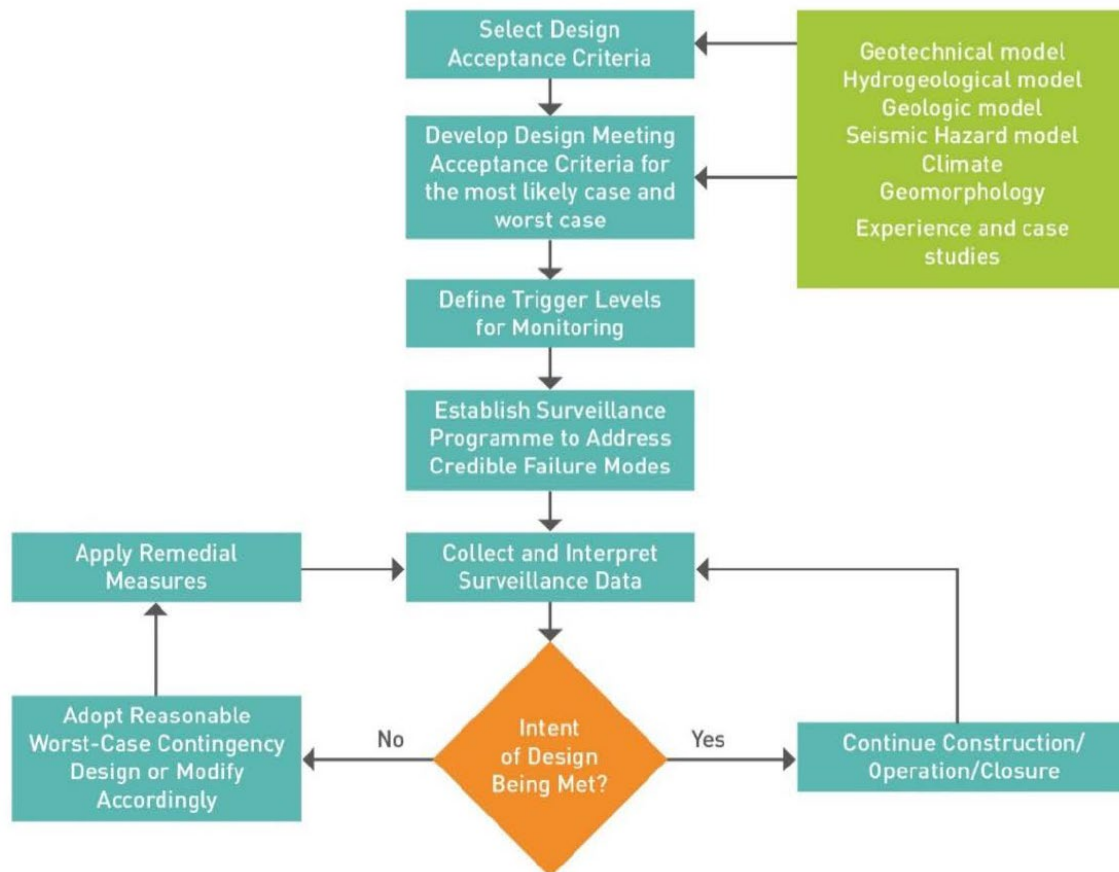 Select Design
Acceptance Criteria
Geotechnical model
Hydrogeological model
Geologic model
Seismic Hazard model
Climate
Geomorphology
Experience and case
studies
Develop Design Meeting
Acceptance Criteria for
the most likely case and
worst case
Define Trigger Levels
for Monitoring
Establish Surveillance
Programme to Address
Credible Failure Modes
Apply Remedial
Measures
Collect and Interpret
Surveillance Data
Adopt Reasonable
Worst-Case Contingency
Design or Modify
Accordingly
No
Intent
of Design
Being Met?
Yes
Continue Construction/
Operation/Closure